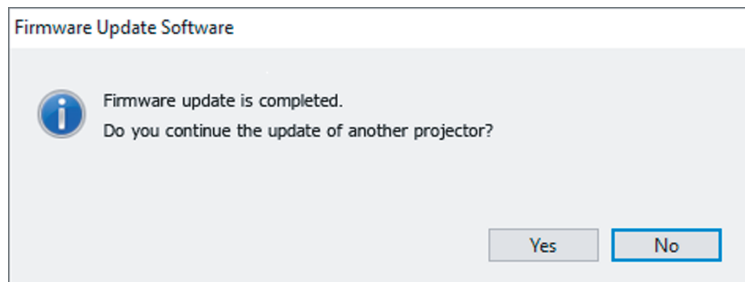 Firmware Update Software
Firmware update is completed.
Do you continue the update of another projector?
Yes No